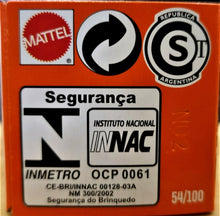 MATTEL
REPUBLICA
S T
ARGENTINA
Segurança
INSTITUTO NACIONAL
INNAC
INMETRO OCP 0061
CE-BRI/INNAC 00128-03A
NM 300/2002
Segurança do Brinquedo
54/100